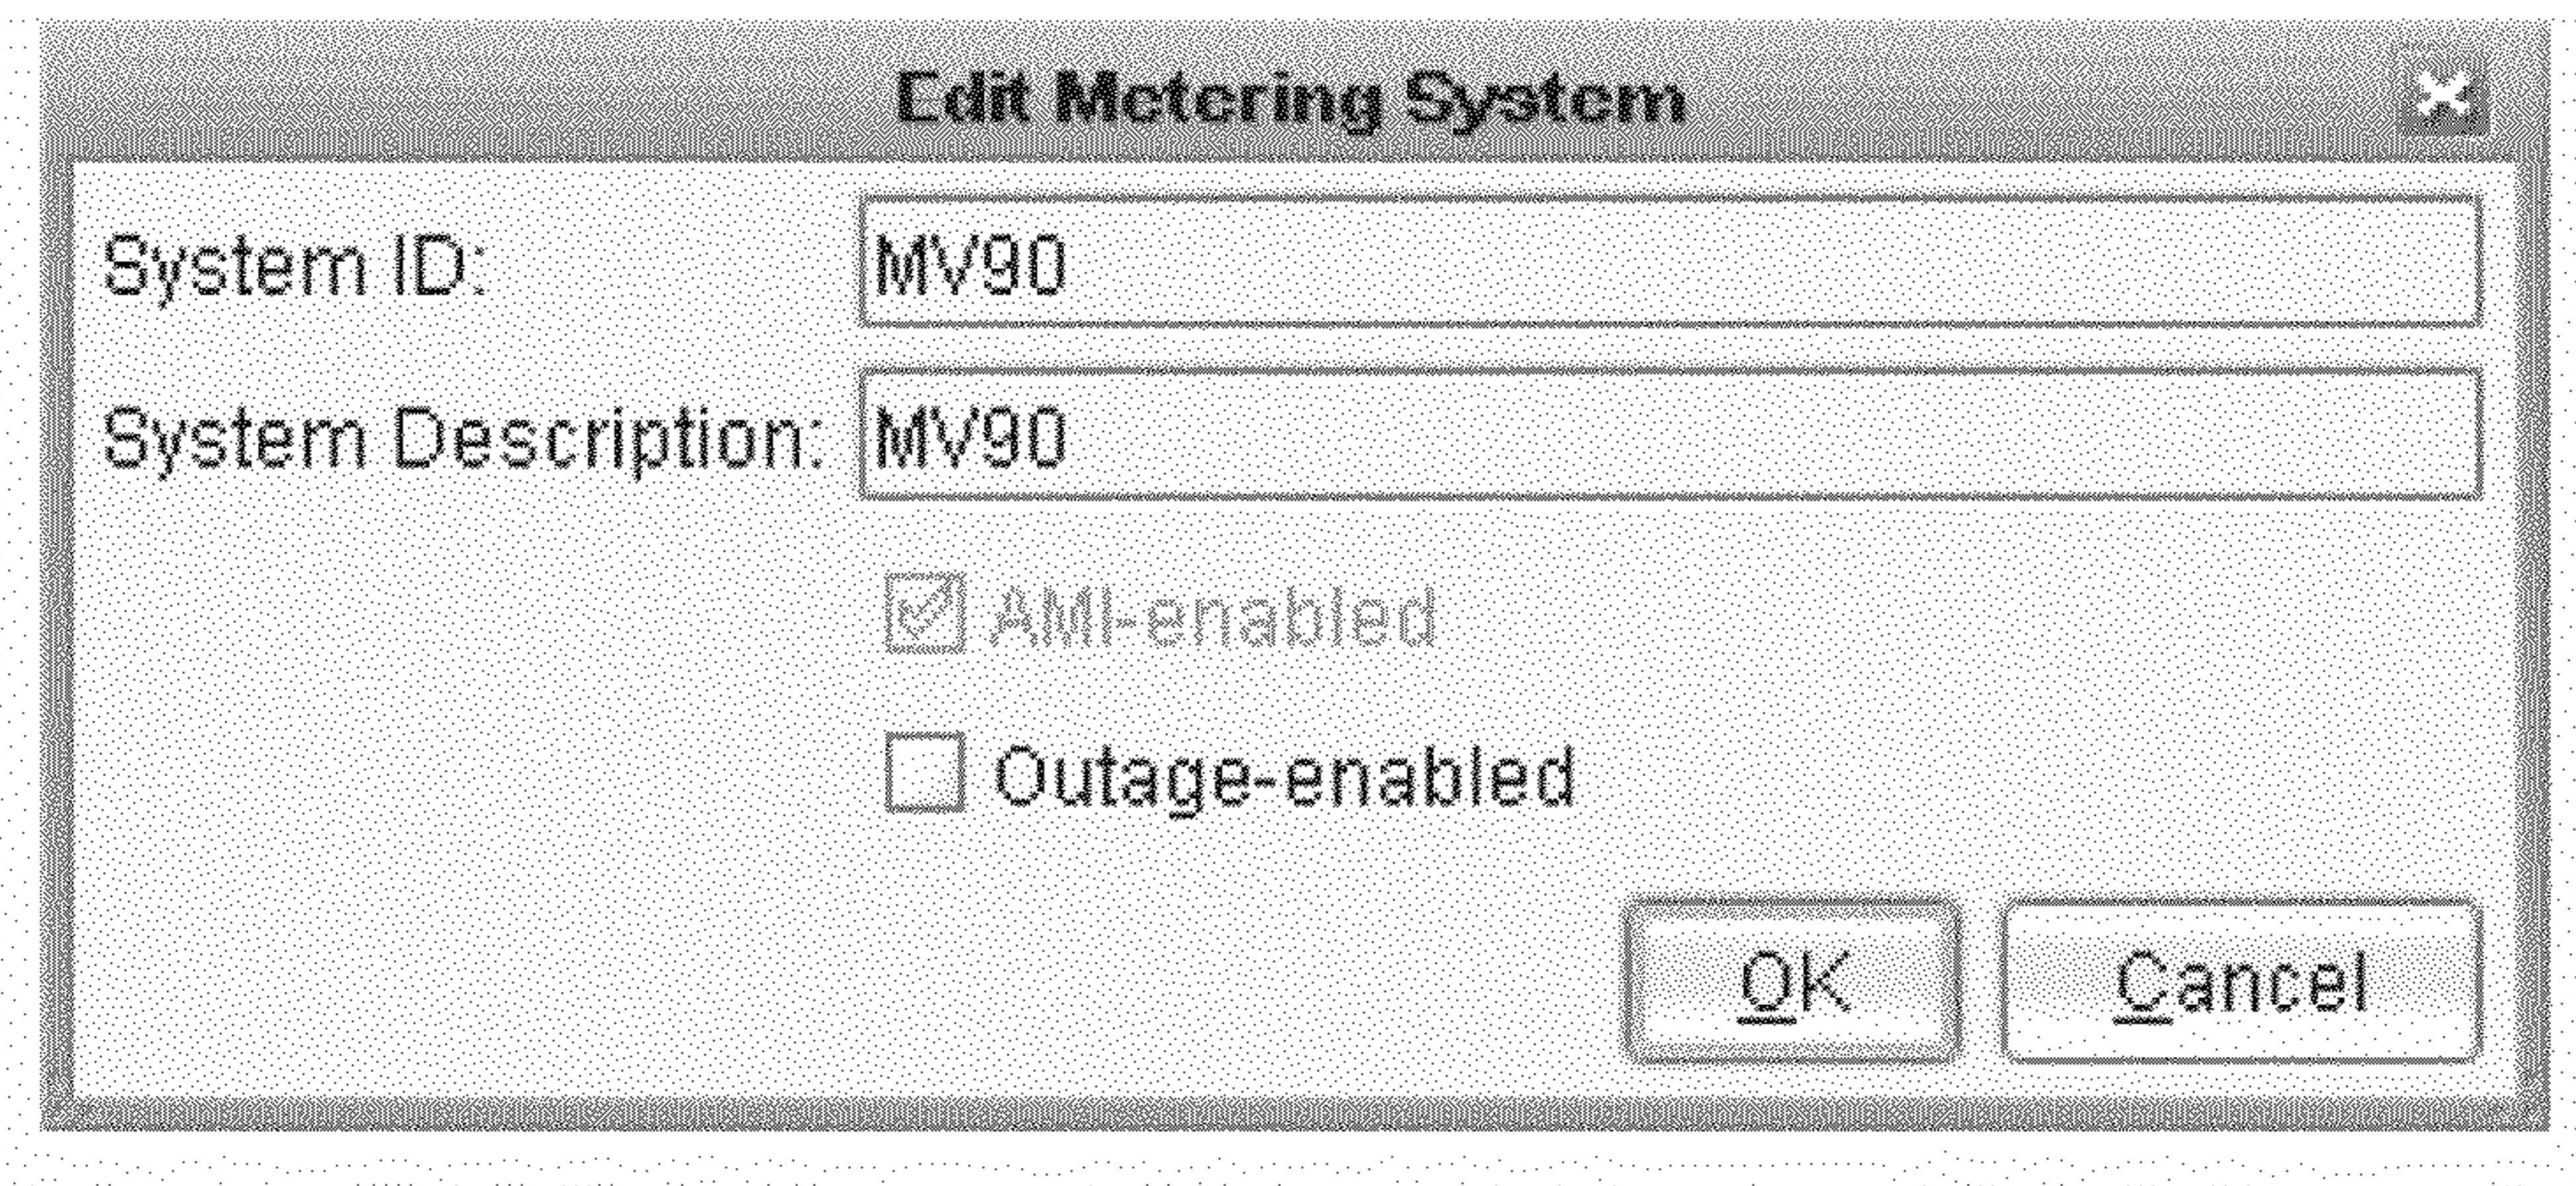 Edit Metering System
System ID: MV90
System Description: MV90
AMI-enabled
Outage-enabled
OK Cancel